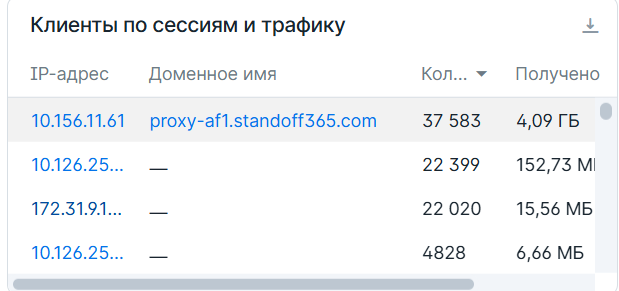 Клиенты по сессиям и трафику
IP-адрес Доменное имя Кол... Получено
10.156.11.61 proxy-af1.standoff365.com 37 583 4,09 ГБ
10.126.25... — 22 399 152,73 МБ
172.31.9.1... — 22 020 15,56 МБ
10.126.25... — 4828 6,66 МБ